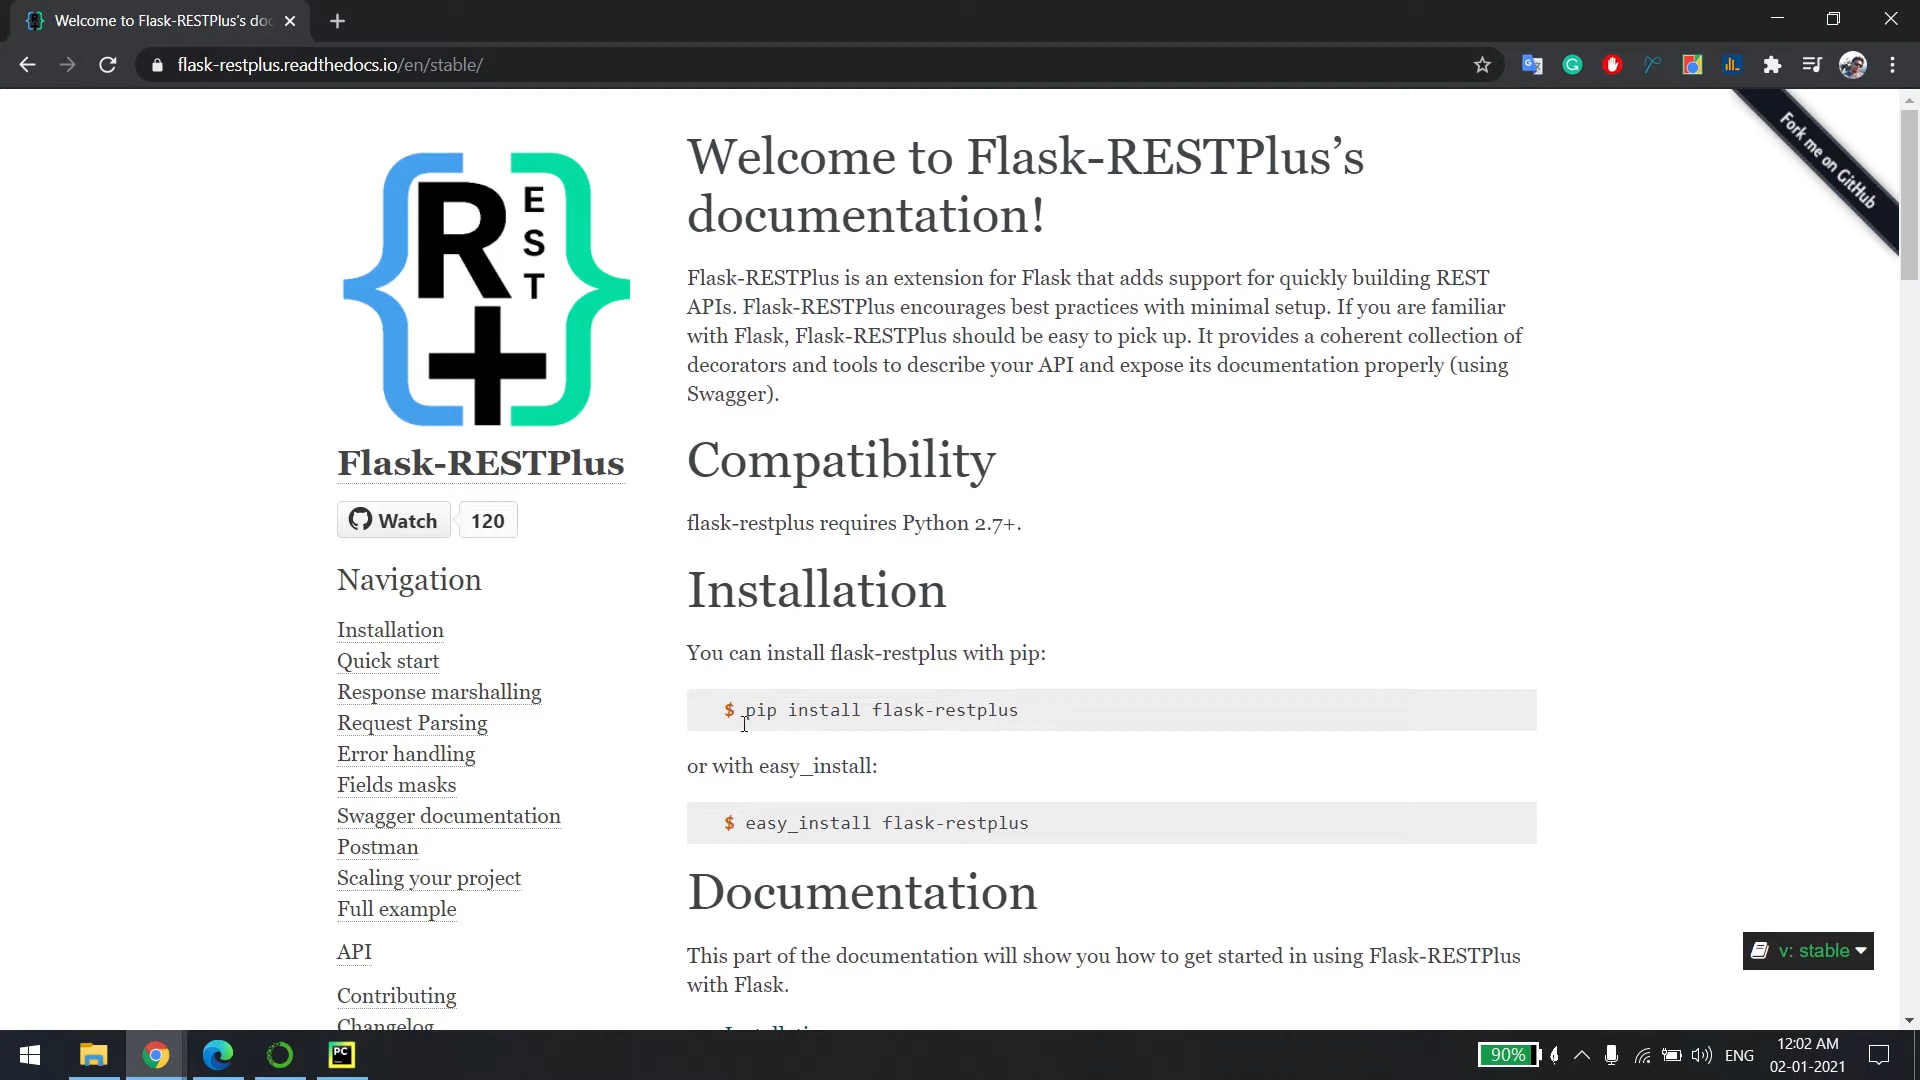 Welcome to Flask-RESTPlus's doc
flask-restplus.readthedocs.io/en/stable/
Fork me on GitHub
R
E
S
T
+
Flask-RESTPlus
Watch 120
Navigation
Installation
Quick start
Response marshalling
Request Parsing
Error handling
Fields masks
Swagger documentation
Postman
Scaling your project
Full example
API
Contributing
Changelog
Welcome to Flask-RESTPlus’s
documentation!
Flask-RESTPlus is an extension for Flask that adds support for quickly building REST
APIs. Flask-RESTPlus encourages best practices with minimal setup. If you are familiar
with Flask, Flask-RESTPlus should be easy to pick up. It provides a coherent collection of
decorators and tools to describe your API and expose its documentation properly (using
Swagger).
Compatibility
flask-restplus requires Python 2.7+.
Installation
You can install flask-restplus with pip:
$ pip install flask-restplus
or with easy_install:
$ easy_install flask-restplus
Documentation
This part of the documentation will show you how to get started in using Flask-RESTPlus
with Flask.
v: stable
PC
90%
ENG
12:02 AM
02-01-2021